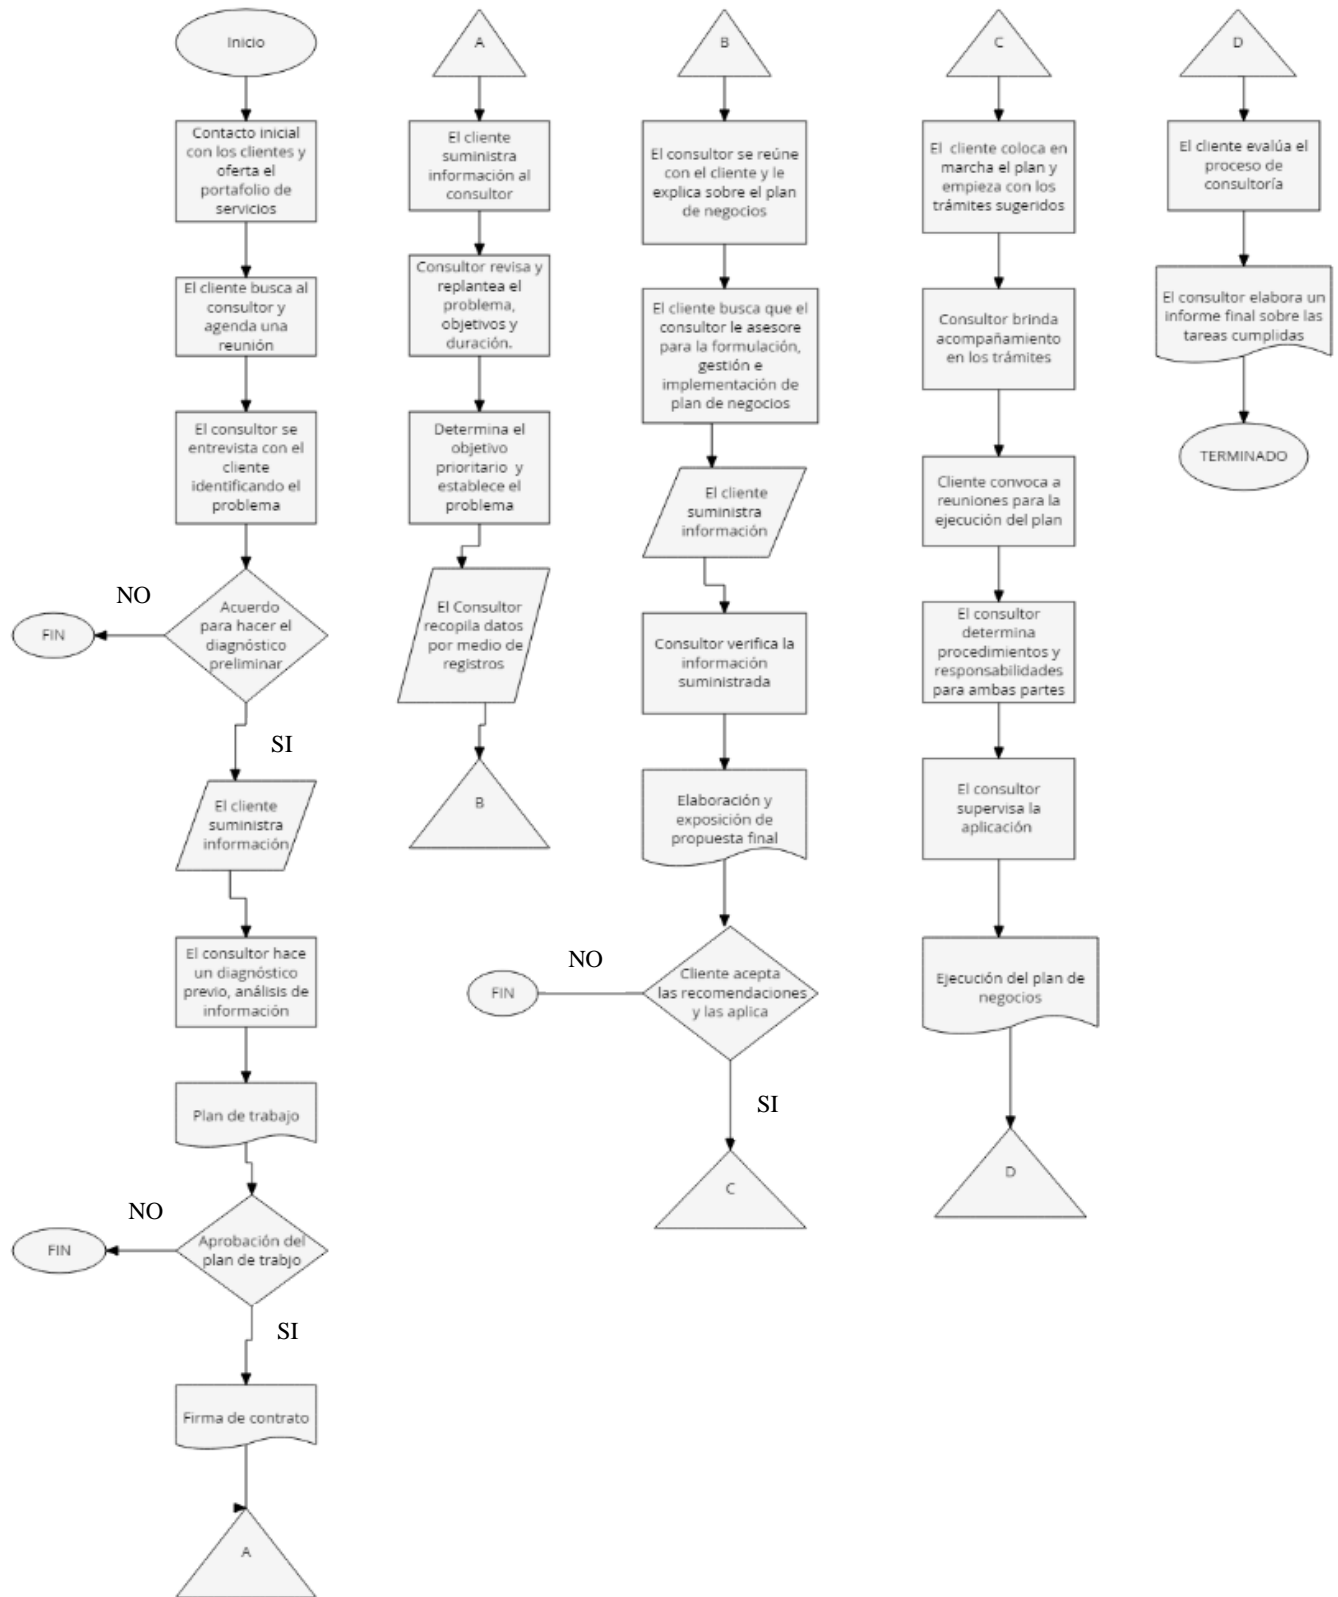 Inicio
Contacto inicial
con los clientes y
oferta el
portafolio de
servicios
El cliente busca al
consultor y
agenda una
reunión
El consultor se
entrevista con el
cliente
identificando el
problema
NO
FIN
Acuerdo
para hacer el
diagnóstico
preliminar
SI
El cliente
suministra
información
El consultor hace
un diagnóstico
previo, análisis de
información
Plan de trabajo
NO
FIN
Aprobación del
plan de trabjo
SI
Firma de contrato
A
A
El cliente
suministra
información al
consultor
Consultor revisa y
replantea el
problema,
objetivos y
duración.
Determina el
objetivo
prioritario y
establece el
problema
El Consultor
recopila datos
por medio de
registros
B
B
El consultor se reúne
con el cliente y le
explica sobre el plan
de negocios
El cliente busca que el
consultor le asesore
para la formulación,
gestión e
implementación de
plan de negocios
El cliente
suministra
información
Consultor verifica la
información
suministrada
Elaboración y
exposición de
propuesta final
NO
FIN
Cliente acepta
las recomendaciones
y las aplica
SI
C
C
El cliente coloca en
marcha el plan y
empieza con los
trámites sugeridos
Consultor brinda
acompañamiento
en los trámites
Cliente convoca a
reuniones para la
ejecución del plan
El consultor
determina
procedimientos y
responsabilidades
para ambas partes
El consultor
supervisa la
aplicación
Ejecución del plan de
negocios
D
D
El cliente evalúa el
proceso de
consultoría
El consultor elabora un
informe final sobre las
tareas cumplidas
TERMINADO